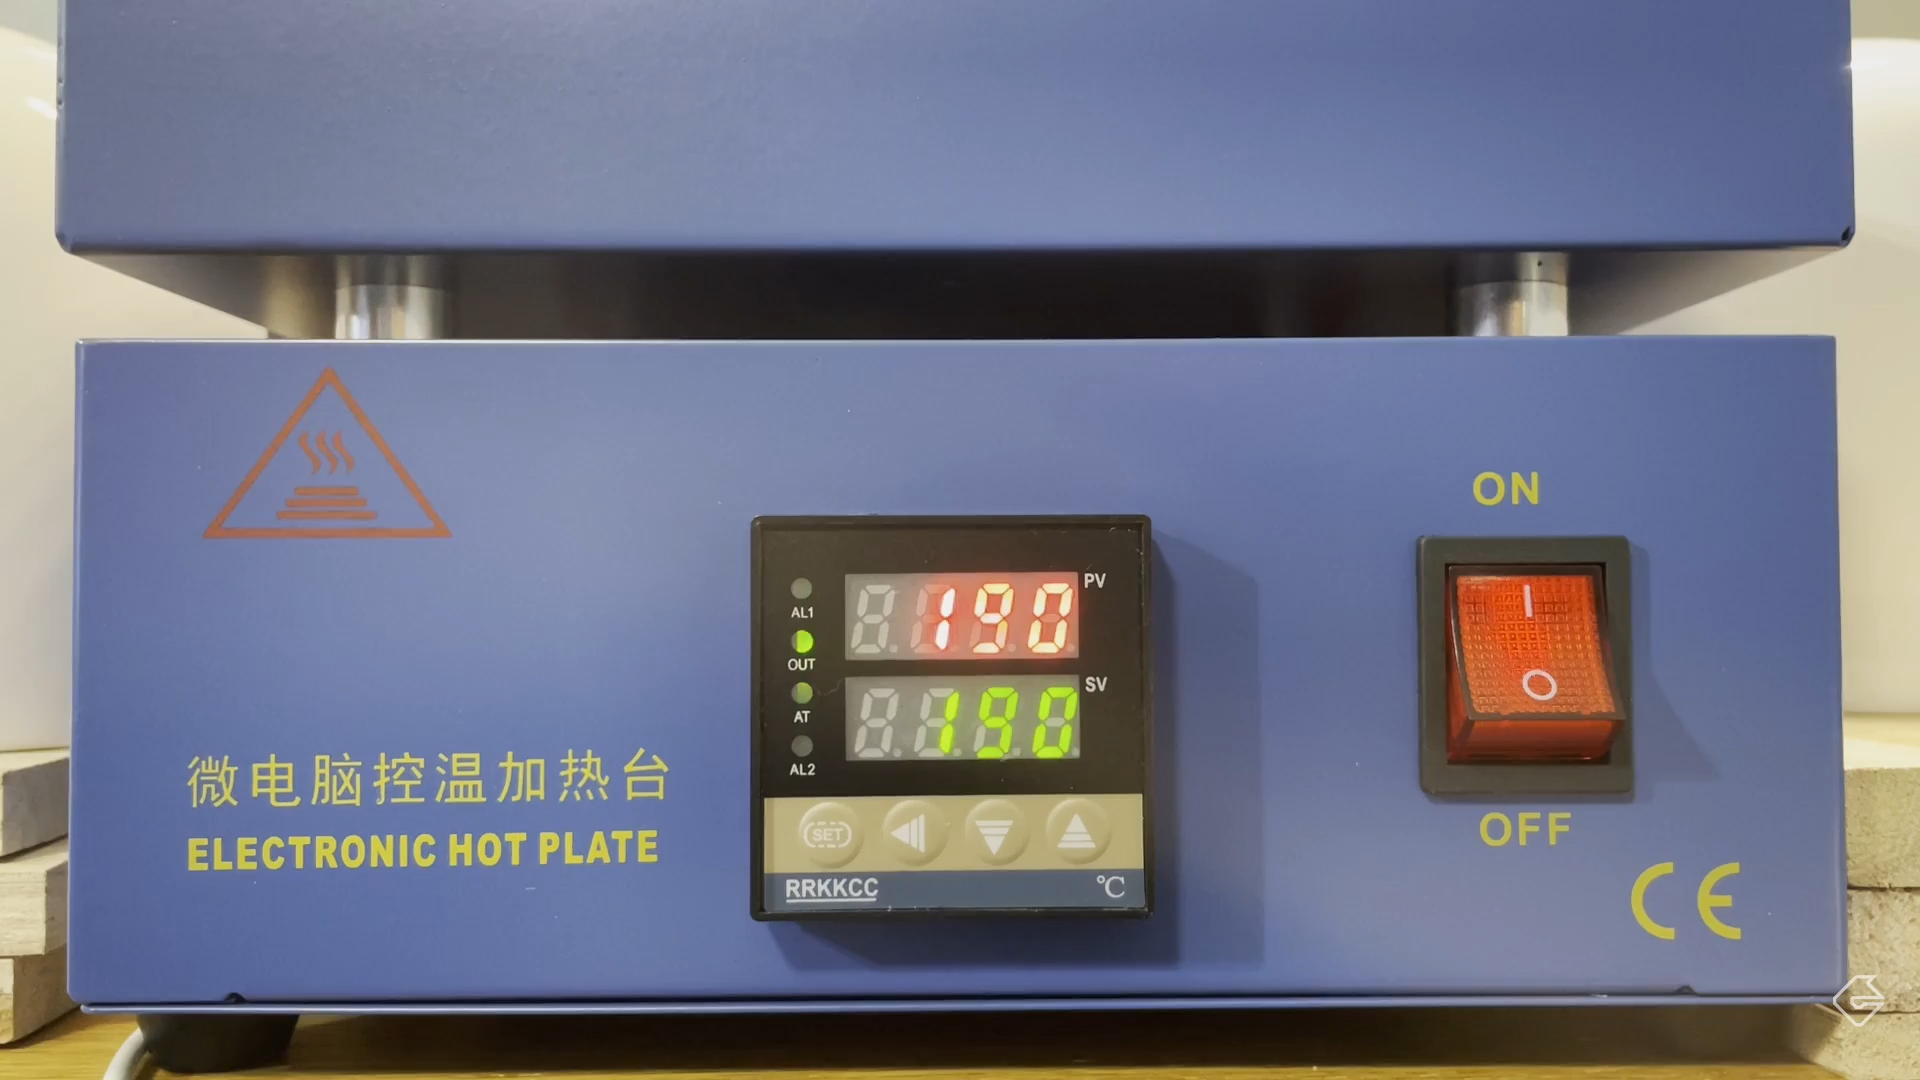 ON
190
PV
AL1
OUT
190
SV
AT
AL2
SET
RRKKCC
℃
I
O
OFF
微电脑控温加热台
ELECTRONIC HOT PLATE
CE